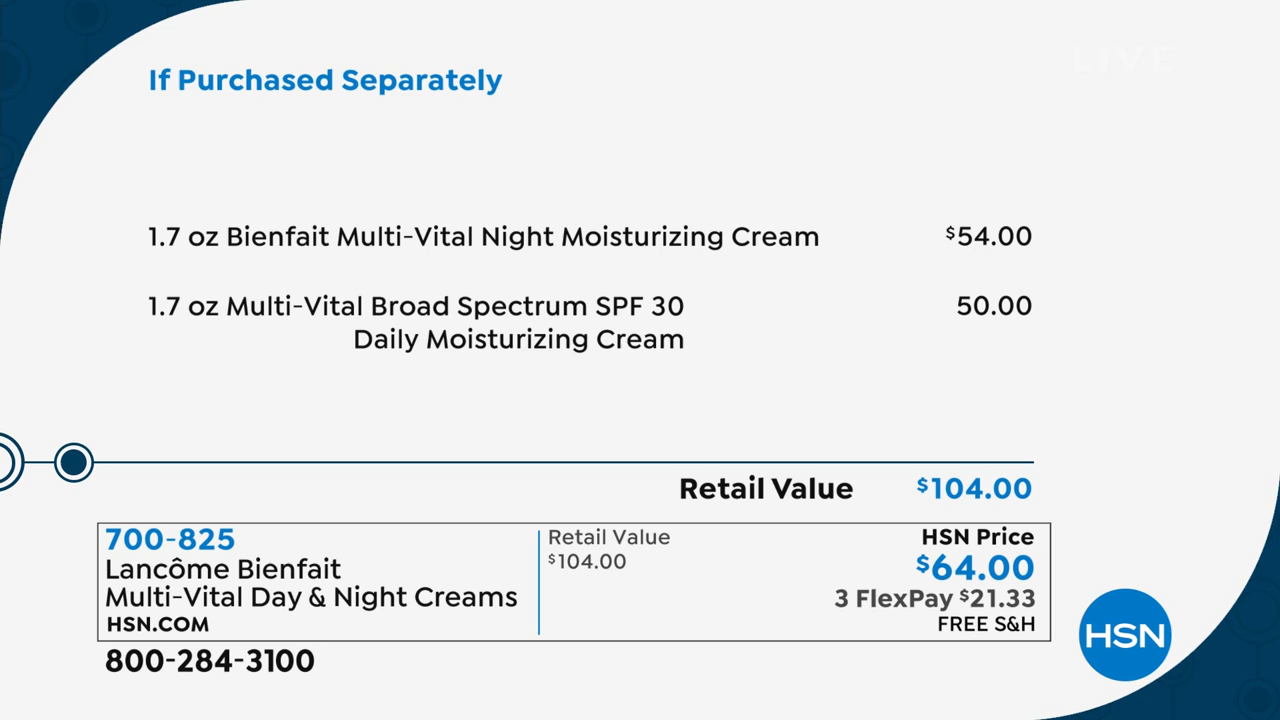 LIVE
If Purchased Separately
1.7 oz Bienfait Multi-Vital Night Moisturizing Cream $54.00
1.7 oz Multi-Vital Broad Spectrum SPF 30 50.00
Daily Moisturizing Cream
Retail Value $104.00
700-825
Lancôme Bienfait
Multi-Vital Day & Night Creams
HSN.COM
Retail Value
$104.00
HSN Price
$64.00
3 FlexPay $21.33
FREE S&H
800-284-3100
HSN